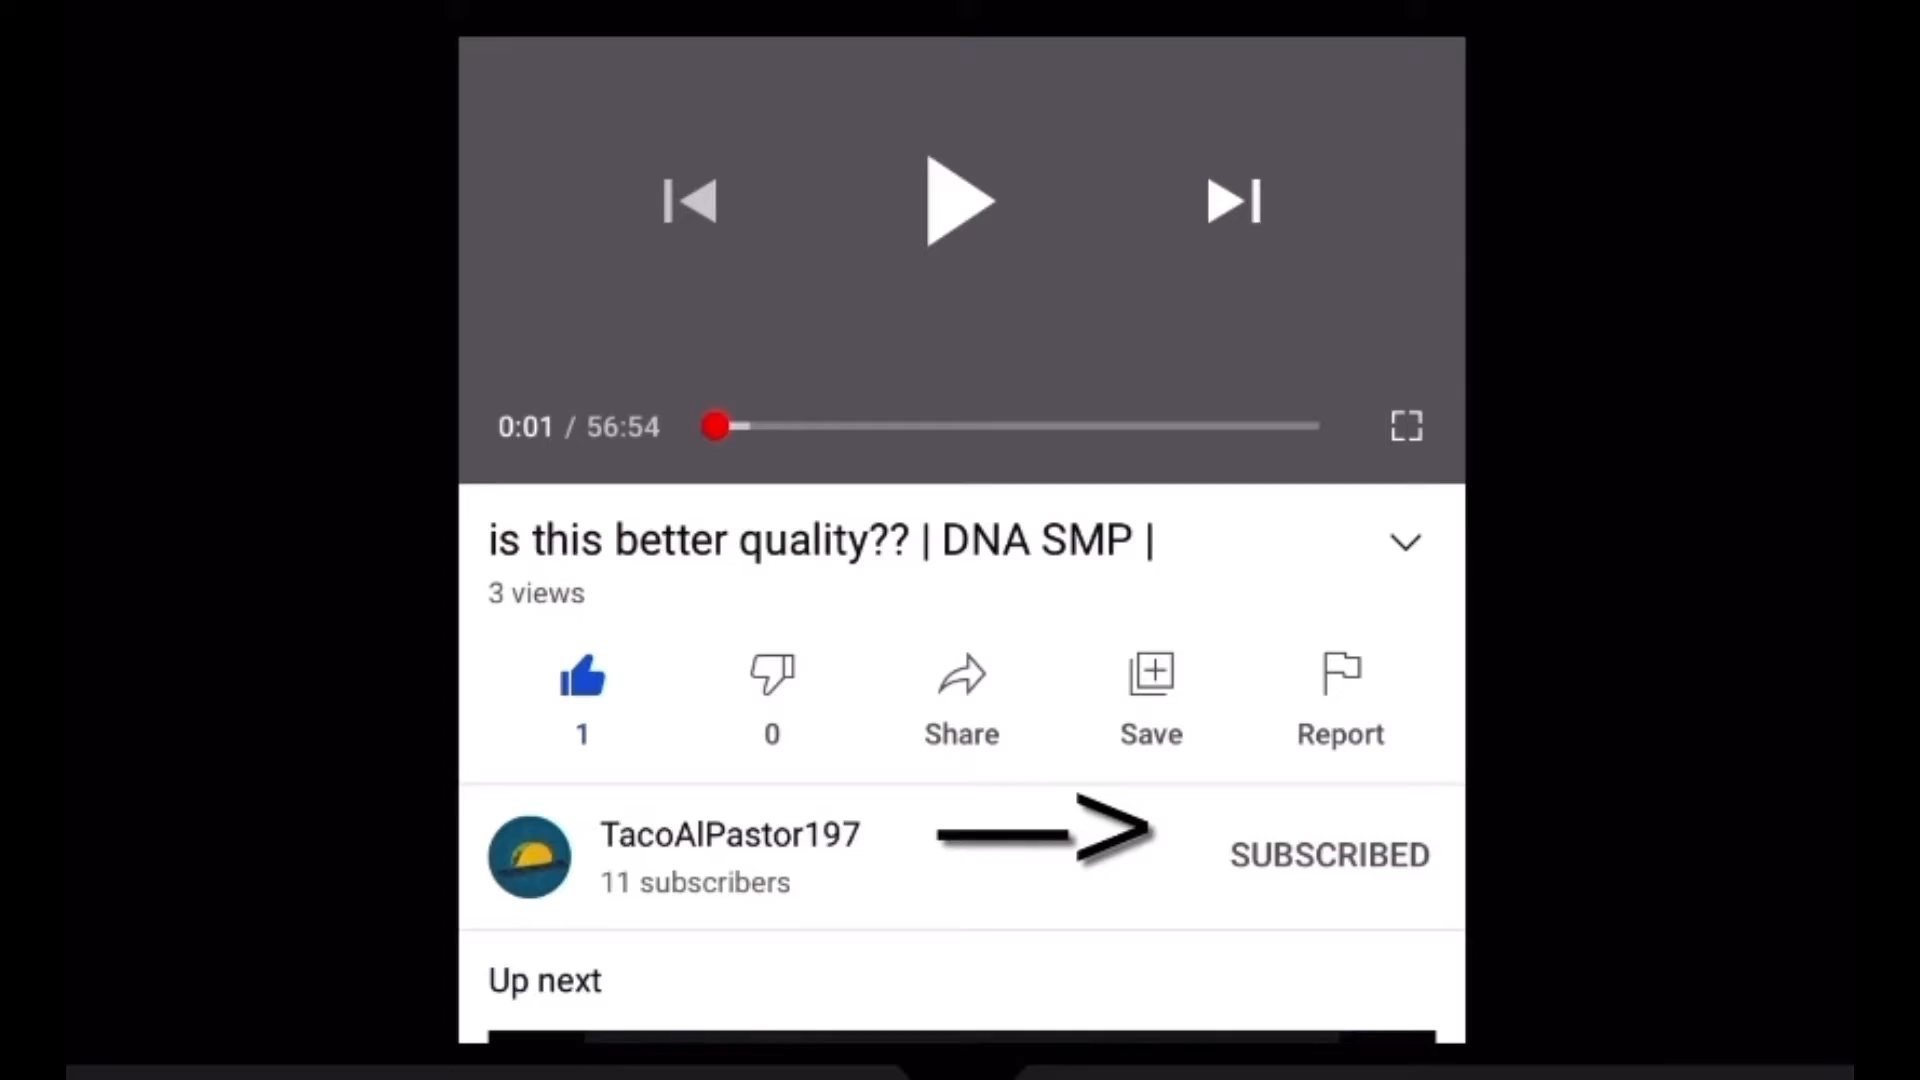 0:01 / 56:54
is this better quality?? | DNA SMP |
3 views
1
0
Share
Save
Report
TacoAlPastor197
11 subscribers
SUBSCRIBED
Up next